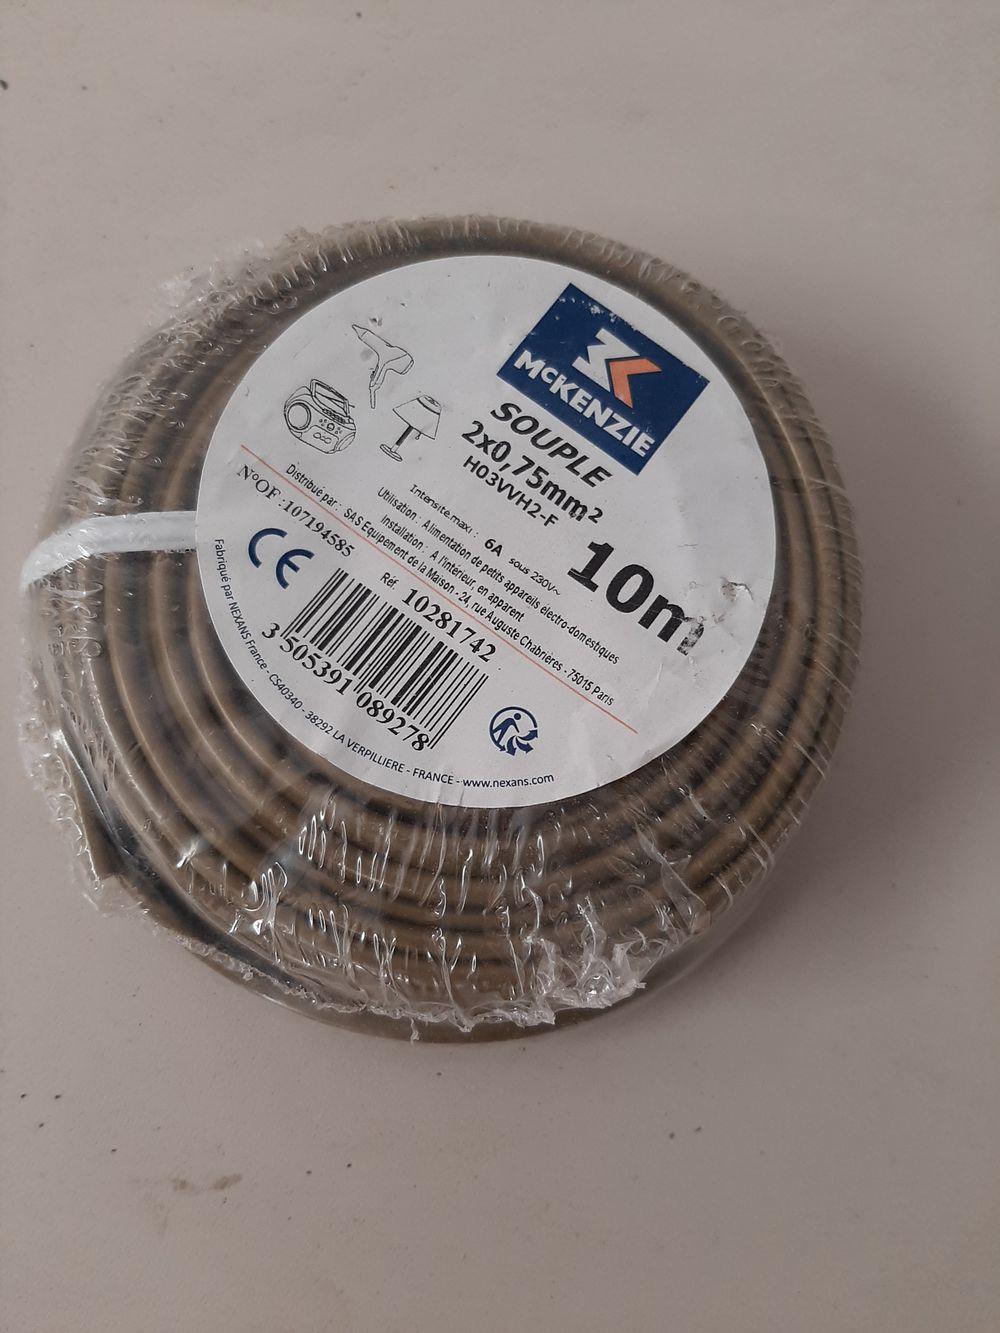 McKENZIE
SOUPLE
2x0,75mm²
H03VVH2-F
10m
Intensité maxi : 6A sous 230V~
Utilisation : Alimentation de petits appareils électro-domestiques
Installation : A l'intérieur, en apparent
Distribué par : SAS Equipement de la Maison - 24, rue Auguste Chabrières - 75015 Paris
N°OF :107194585
Réf. 10281742
CE
3 505391 089278
Fabriqué par NEXANS France - CS40340 - 38292 LA VERPILLIERE - FRANCE - www.nexans.com